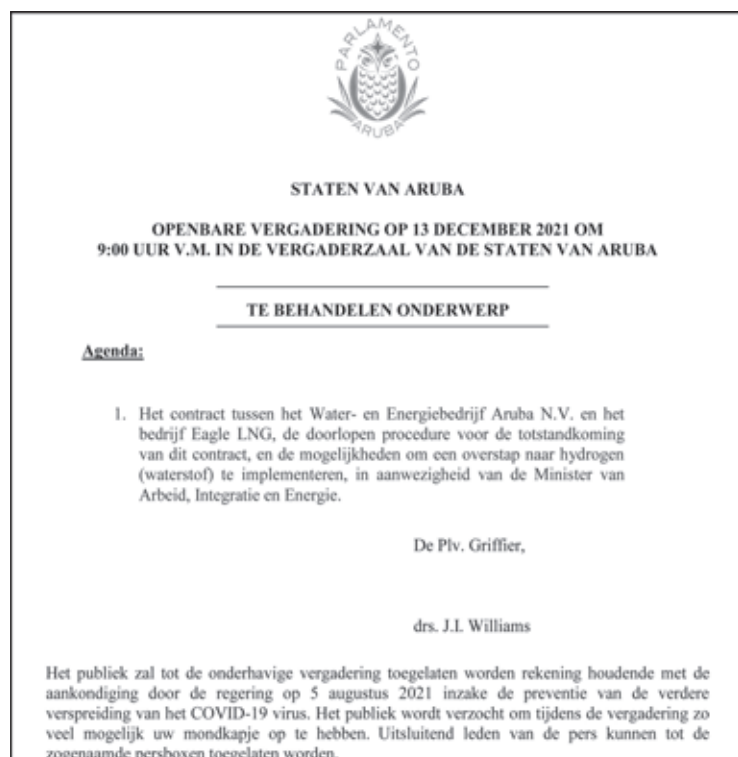 PARLAMENTO
ARUBA
STATEN VAN ARUBA
OPENBARE VERGADERING OP 13 DECEMBER 2021 OM
9:00 UUR V.M. IN DE VERGADERZAAL VAN DE STATEN VAN ARUBA
TE BEHANDELEN ONDERWERP
Agenda:
1. Het contract tussen het Water- en Energiebedrijf Aruba N.V. en het
bedrijf Eagle LNG, de doorlopen procedure voor de totstandkoming
van dit contract, en de mogelijkheden om een overstap naar hydrogen
(waterstof) te implementeren, in aanwezigheid van de Minister van
Arbeid, Integratie en Energie.
De Plv. Griffier,
drs. J.I. Williams
Het publiek zal tot de onderhavige vergadering toegelaten worden rekening houdende met de
aankondiging door de regering op 5 augustus 2021 inzake de preventie van de verdere
verspreiding van het COVID-19 virus. Het publiek wordt verzocht om tijdens de vergadering zo
veel mogelijk uw mondkapje op te hebben. Uitsluitend leden van de pers kunnen tot de
zogenaamde persboxen toegelaten worden.